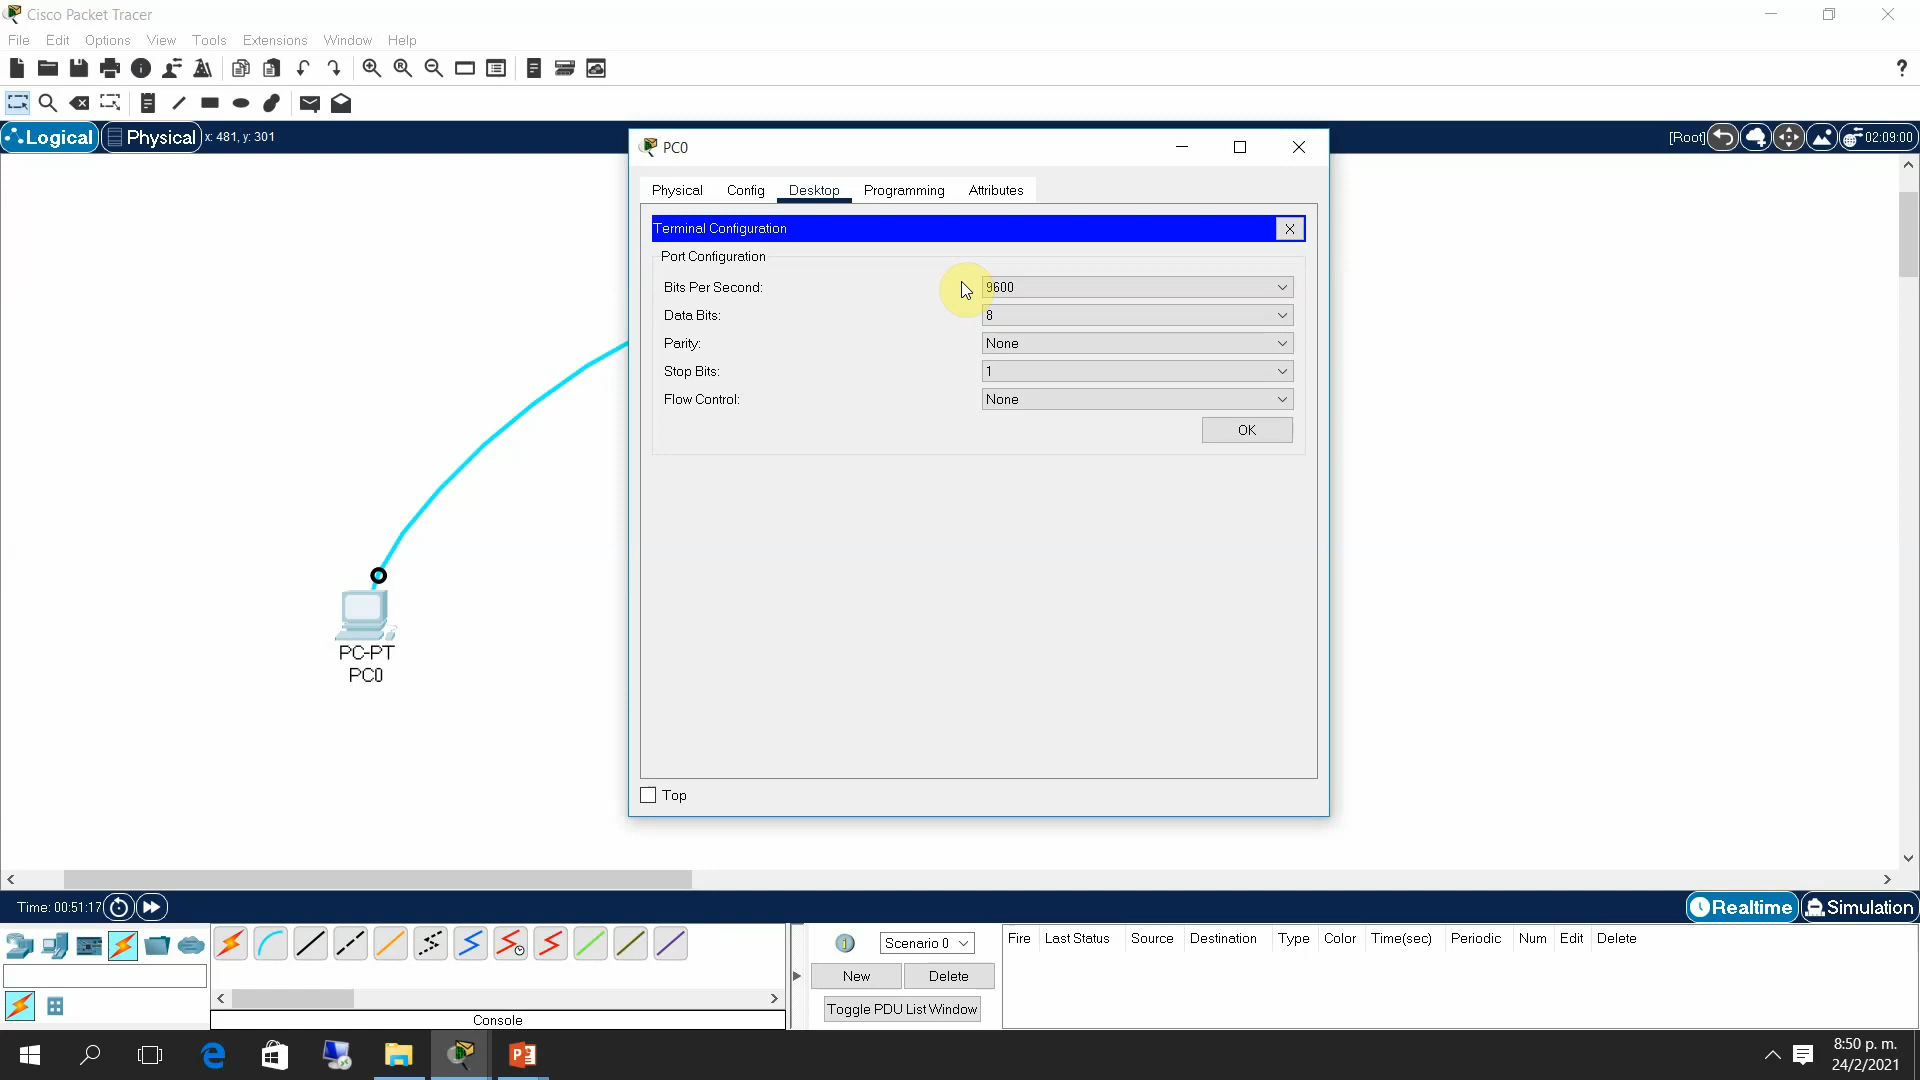 Cisco Packet Tracer
File Edit Options View Tools Extensions Window Help
?
Logical Physical x: 481, y: 301 [Root] 02:09:00
PC0
Physical Config Desktop Programming Attributes
Terminal Configuration X
Port Configuration
Bits Per Second: 9600
Data Bits: 8
Parity: None
Stop Bits: 1
Flow Control: None
OK
PC-PT
PC0
Top
Time: 00:51:17 Realtime Simulation
Scenario 0 Fire Last Status Source Destination Type Color Time(sec) Periodic Num Edit Delete
New Delete
Toggle PDU List Window
Console
8:50 p. m.
24/2/2021